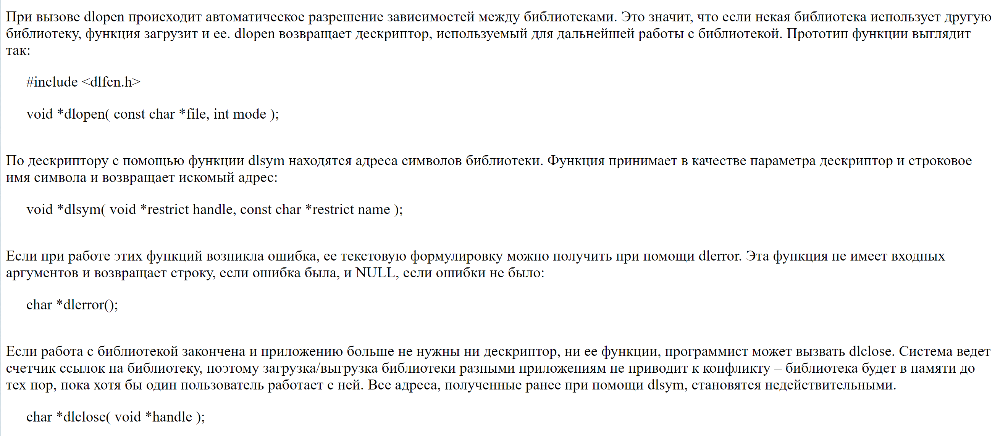 При вызове dlopen происходит автоматическое разрешение зависимостей между библиотеками. Это значит, что если некая библиотека использует другую
библиотеку, функция загрузит и ее. dlopen возвращает дескриптор, используемый для дальнейшей работы с библиотекой. Прототип функции выглядит
так:
#include <dlfcn.h>
void *dlopen( const char *file, int mode );
По дескриптору с помощью функции dlsym находятся адреса символов библиотеки. Функция принимает в качестве параметра дескриптор и строковое
имя символа и возвращает искомый адрес:
void *dlsym( void *restrict handle, const char *restrict name );
Если при работе этих функций возникла ошибка, ее текстовую формулировку можно получить при помощи dlerror. Эта функция не имеет входных
аргументов и возвращает строку, если ошибка была, и NULL, если ошибки не было:
char *dlerror();
Если работа с библиотекой закончена и приложению больше не нужны ни дескриптор, ни ее функции, программист может вызвать dlclose. Система ведет
счетчик ссылок на библиотеку, поэтому загрузка/выгрузка библиотеки разными приложениям не приводит к конфликту – библиотека будет в памяти до
тех пор, пока хотя бы один пользователь работает с ней. Все адреса, полученные ранее при помощи dlsym, становятся недействительными.
char *dlclose( void *handle );